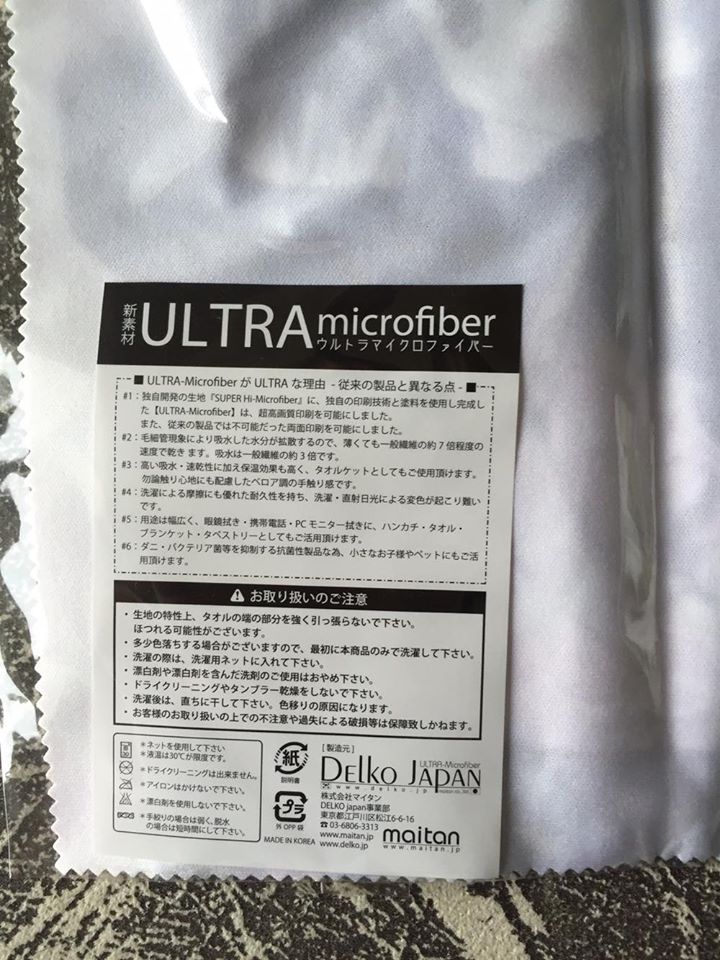 新素材 ULTRA microfiber
ウルトラマイクロファイバー
■ ULTRA-Microfiber が ULTRA な理由 - 従来の製品と異なる点 - ■
#1：独自開発の生地『SUPER Hi-Microfiber』に、独自の印刷技術と塗料を使用し完成し
た【ULTRA-Microfiber】は、超高画質印刷を可能にしました。
また、従来の製品では不可能だった両面印刷を可能にしました。
#2：毛細管現象により吸水した水分が拡散するので、薄くても一般繊維の約７倍程度の
速度で乾き ます。吸水は一般繊維の約３倍です。
#3：高い吸水・速乾性に加え保温効果も高く、タオルケットとしてもご使用頂けます。
勿論触り心地にも配慮したベロア調の手触り感です。
#4：洗濯による摩擦にも優れた耐久性を持ち、洗濯・直射日光による変色が起こり難い
です。
#5：用途は幅広く、眼鏡拭き・携帯電話・PC モニター拭きに、ハンカチ・タオル・
ブランケット・タペストリーとしてもご活用頂けます。
#6：ダニ・バクテリア菌等を抑制する抗菌性製品な為、小さなお子様やペットにもご活
用頂けます。
⚠ お取り扱いのご注意
・ 生地の特性上、タオルの端の部分を強く引っ張らないで下さい。
ほつれる可能性がございます。
・ 多少色落ちする場合がございますので、最初に本商品のみで洗濯して下さい。
・ 洗濯の際は、洗濯用ネットに入れて下さい。
・ 漂白剤や漂白剤を含んだ洗剤のご使用はおやめ下さい。
・ ドライクリーニングやタンブラー乾燥をしないで下さい。
・ 洗濯後は、直ちに干して下さい。色移りの原因になります。
・ お客様のお取り扱いの上での不注意や過失による破損等は保障致しかねます。
＊ネットを使用して下さい
＊液温は30℃が限度です。
＊ドライクリーニングは出来ません。
＊アイロンはかけないで下さい。
＊漂白剤を使用しないで下さい。
＊手絞りの場合は弱く、脱水
の場合は短時間にして下さい。
紙
説明書
プラ
外 OPP 袋
MADE IN KOREA
［製造元］
ULTRA-Microfiber
DELKO JAPAN
www.delko.jp
株式会社マイタン
DELKO japan事業部
東京都江戸川区松江6-6-16
☎ 03-6806-3313
www.maitan.jp
www.delko.jp
maitan
www.maitan.jp